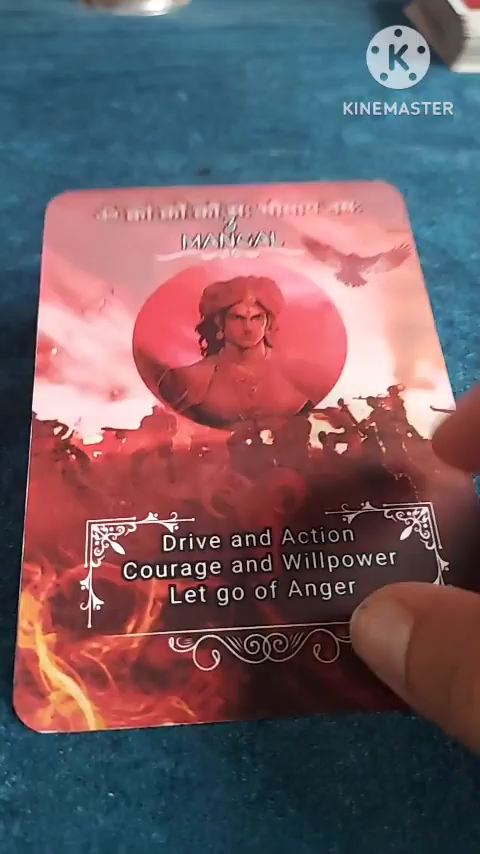 K
KINEMASTER
MANGAL
Drive and Action
Courage and Willpower
Let go of Anger